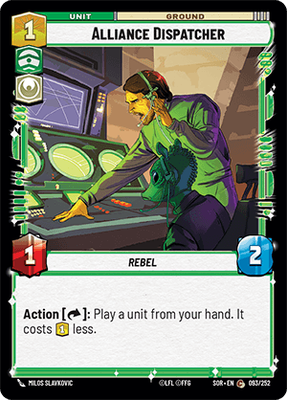 UNIT GROUND
1 ALLIANCE DISPATCHER
1 REBEL 2
Action [ ]: Play a unit from your hand. It
costs 1 less.
MILOS SLAVKOVIC ©LFL ©FFG SOR • EN C 093/252